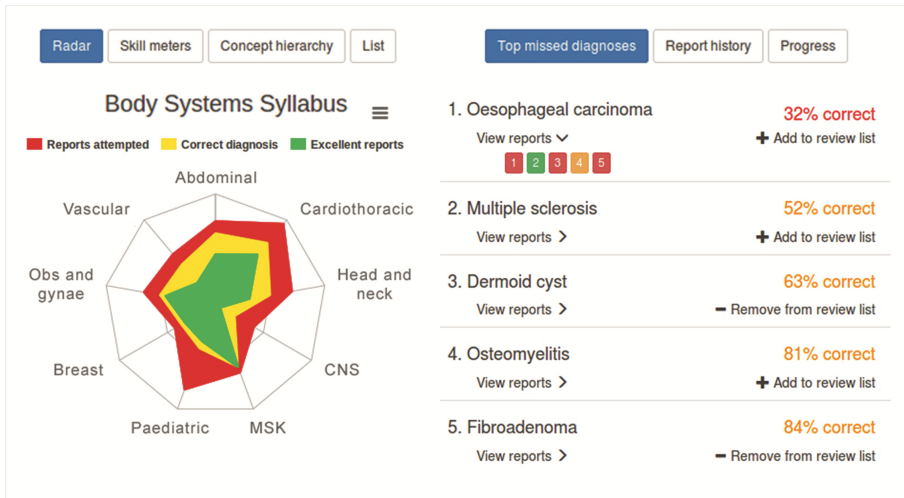 Radar
Skill meters
Concept hierarchy
List
Body Systems Syllabus
Reports attempted
Correct diagnosis
Excellent reports
Abdominal
Cardiothoracic
Head and
neck
CNS
MSK
Paediatric
Breast
Obs and
gynae
Vascular
Top missed diagnoses
Report history
Progress
1. Oesophageal carcinoma
32% correct
View reports
Add to review list
1 2 3 4 5
2. Multiple sclerosis
52% correct
View reports
Add to review list
3. Dermoid cyst
63% correct
View reports
Remove from review list
4. Osteomyelitis
81% correct
View reports
Add to review list
5. Fibroadenoma
84% correct
View reports
Remove from review list